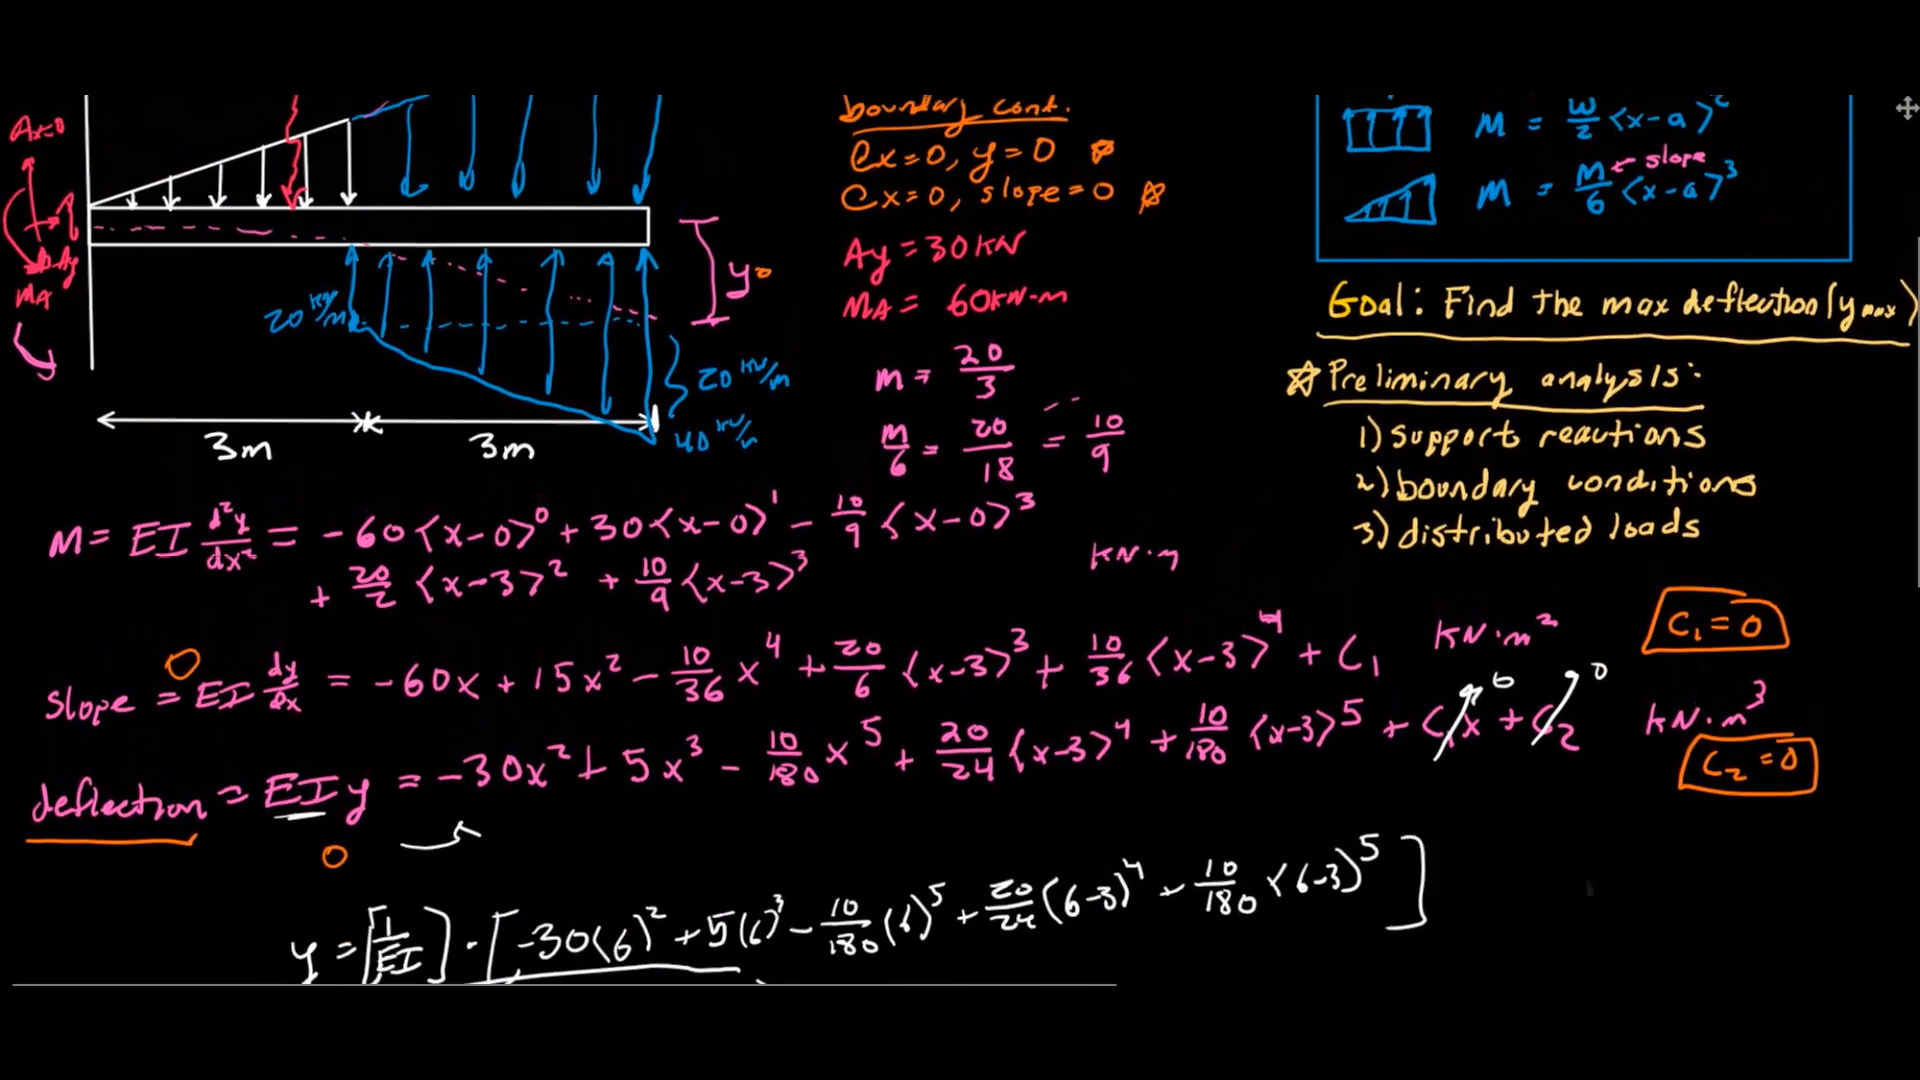 Ax=0
Ay
MA
20 kN/m
20 kN/m
40 kN/m
y
3m
3m
boundary cont.
@x=0, y=0
@x=0, slope=0
Ay = 30 KN
MA = 60KN·m
m = 20/3
m/6 = 20/18 = 10/9
M = w/2 <x-a>²
M = m/6 <x-a>³
← slope
Goal: Find the max deflection (ymax)
Preliminary analysis:
1) support reactions
2) boundary conditions
3) distributed loads
M = EI d²y/dx² = -60<x-0>⁰ + 30<x-0>¹ - 10/9 <x-0>³
+ 20/2 <x-3>² + 10/9 <x-3>³
KN·m
0
slope = EI dy/dx = -60x + 15x² - 10/36 x⁴ + 20/6 <x-3>³ + 10/36 <x-3>⁴ + C₁
KN·m²
C₁ = 0
deflection = EIy = -30x² + 5x³ - 10/180 x⁵ + 20/24 <x-3>⁴ + 10/180 <x-3>⁵ + C₁x + C₂
0
0
KN·m³
C₂ = 0
0
y = [1/EI] · [-30(6)² + 5(6)³ - 10/180 (6)⁵ + 20/24 (6-3)⁴ + 10/180 (6-3)⁵]